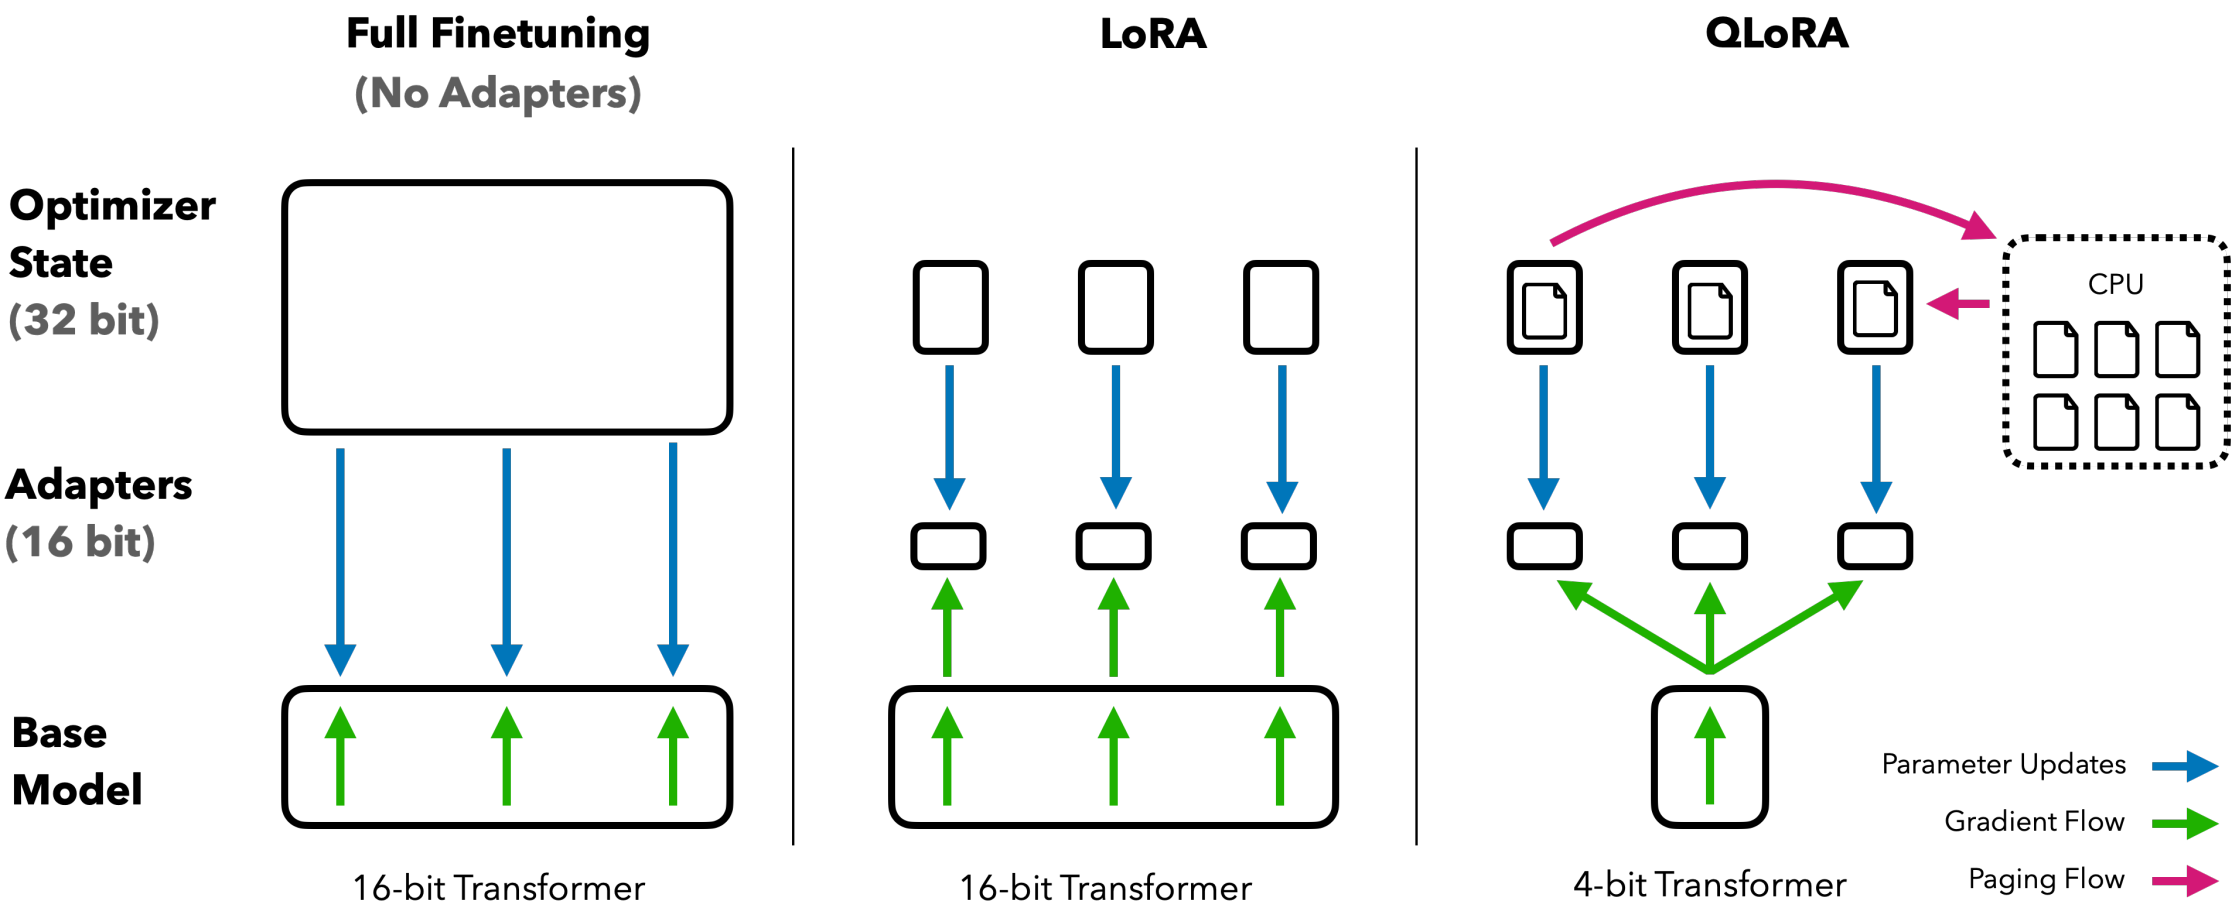 Full Finetuning
(No Adapters)
LoRA
QLoRA
Optimizer
State
(32 bit)
CPU
Adapters
(16 bit)
Base
Model
Parameter Updates
Gradient Flow
Paging Flow
16-bit Transformer
16-bit Transformer
4-bit Transformer